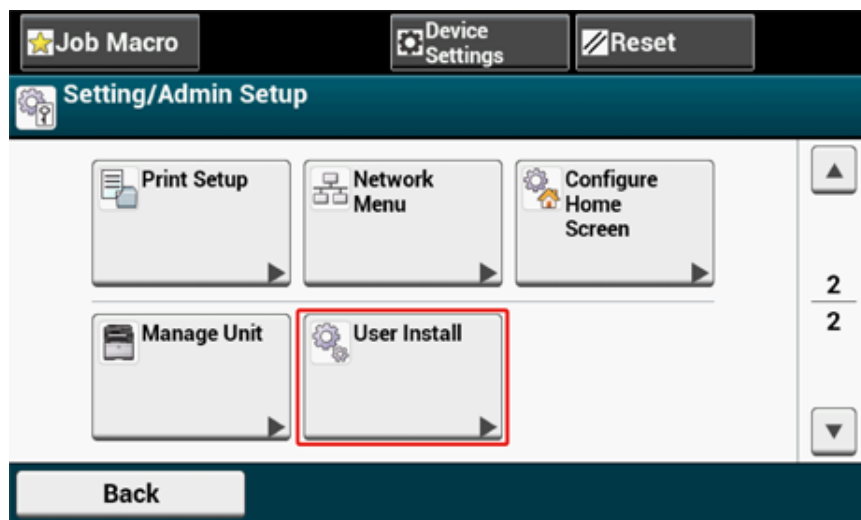 Job Macro
Device
Settings
Reset
Setting/Admin Setup
Print Setup
Network
Menu
Configure
Home
Screen
2
2
Manage Unit
User Install
Back